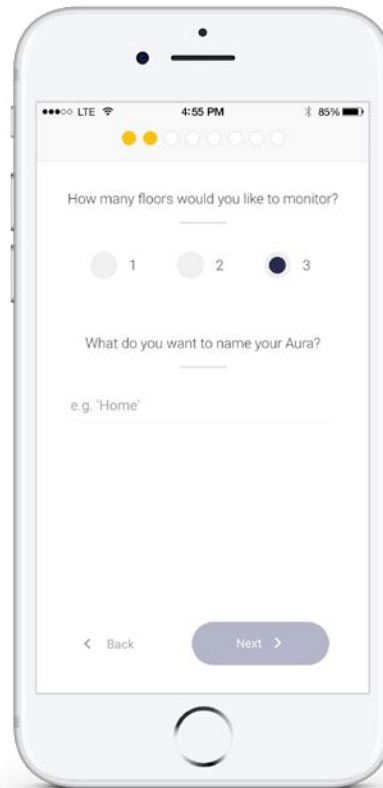 LTE 4:55 PM 85%
How many floors would you like to monitor?
1 2 3
What do you want to name your Aura?
e.g. 'Home'
< Back Next >